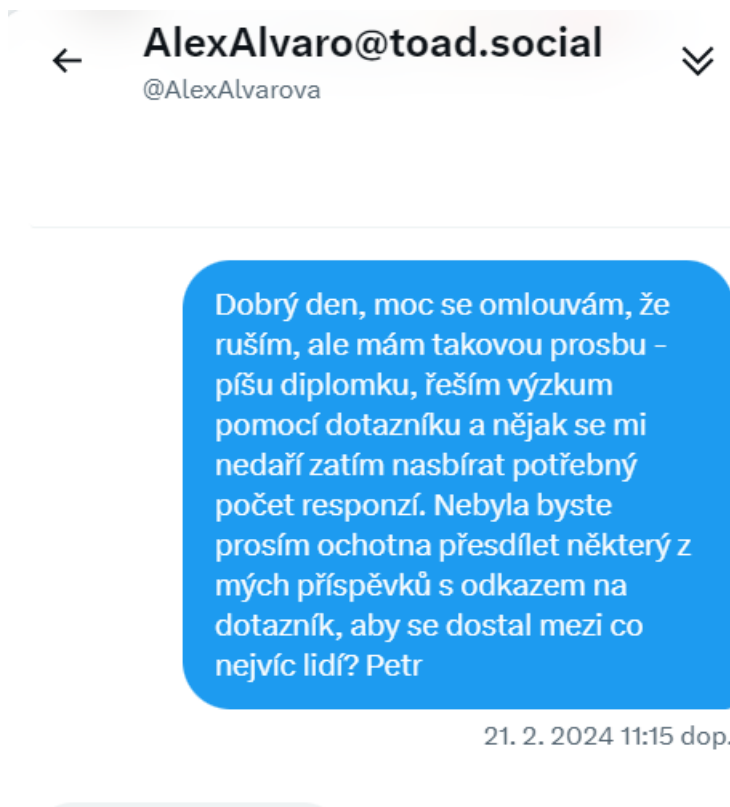 AlexAlvaro@toad.social
@AlexAlvarova
Dobrý den, moc se omlouvám, že
ruším, ale mám takovou prosbu -
píšu diplomku, řeším výzkum
pomocí dotazníku a nějak se mi
nedaří zatím nasbírat potřebný
počet responzí. Nebyla byste
prosím ochotna přesdílet některý z
mých příspěvků s odkazem na
dotazník, aby se dostal mezi co
nejvíc lidí? Petr
21. 2. 2024 11:15 dop.